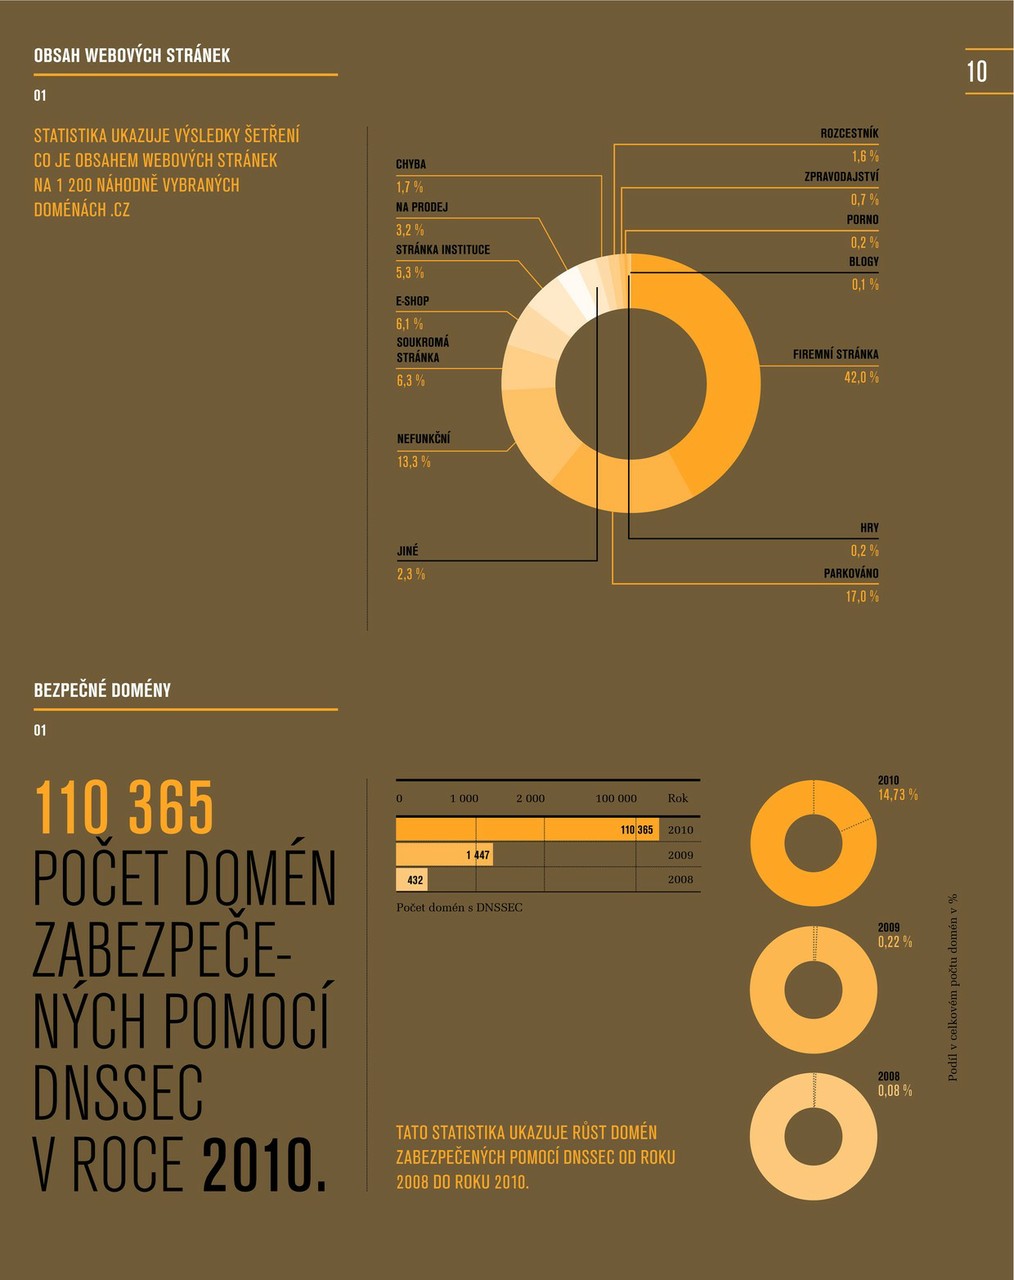 OBSAH WEBOVÝCH STRÁNEK
10
01
STATISTIKA UKAZUJE VÝSLEDKY ŠETŘENÍ
CO JE OBSAHEM WEBOVÝCH STRÁNEK
NA 1 200 NÁHODNĚ VYBRANÝCH
DOMÉNÁCH .CZ
CHYBA
1,7 %
NA PRODEJ
3,2 %
STRÁNKA INSTITUCE
5,3 %
E-SHOP
6,1 %
SOUKROMÁ
STRÁNKA
6,3 %
NEFUNKČNÍ
13,3 %
JINÉ
2,3 %
ROZCESTNÍK
1,6 %
ZPRAVODAJSTVÍ
0,7 %
PORNO
0,2 %
BLOGY
0,1 %
FIREMNÍ STRÁNKA
42,0 %
HRY
0,2 %
PARKOVÁNO
17,0 %
BEZPEČNÉ DOMÉNY
01
110 365
POČET DOMÉN
ZABEZPEČE-
NÝCH POMOCÍ
DNSSEC
V ROCE 2010.
0 1 000 2 000 100 000 Rok
110 365 2010
1 447 2009
432 2008
Počet domén s DNSSEC
TATO STATISTIKA UKAZUJE RŮST DOMÉN
ZABEZPEČENÝCH POMOCÍ DNSSEC OD ROKU
2008 DO ROKU 2010.
2010
14,73 %
2009
0,22 %
2008
0,08 %
Podíl v celkovém počtu domén v %